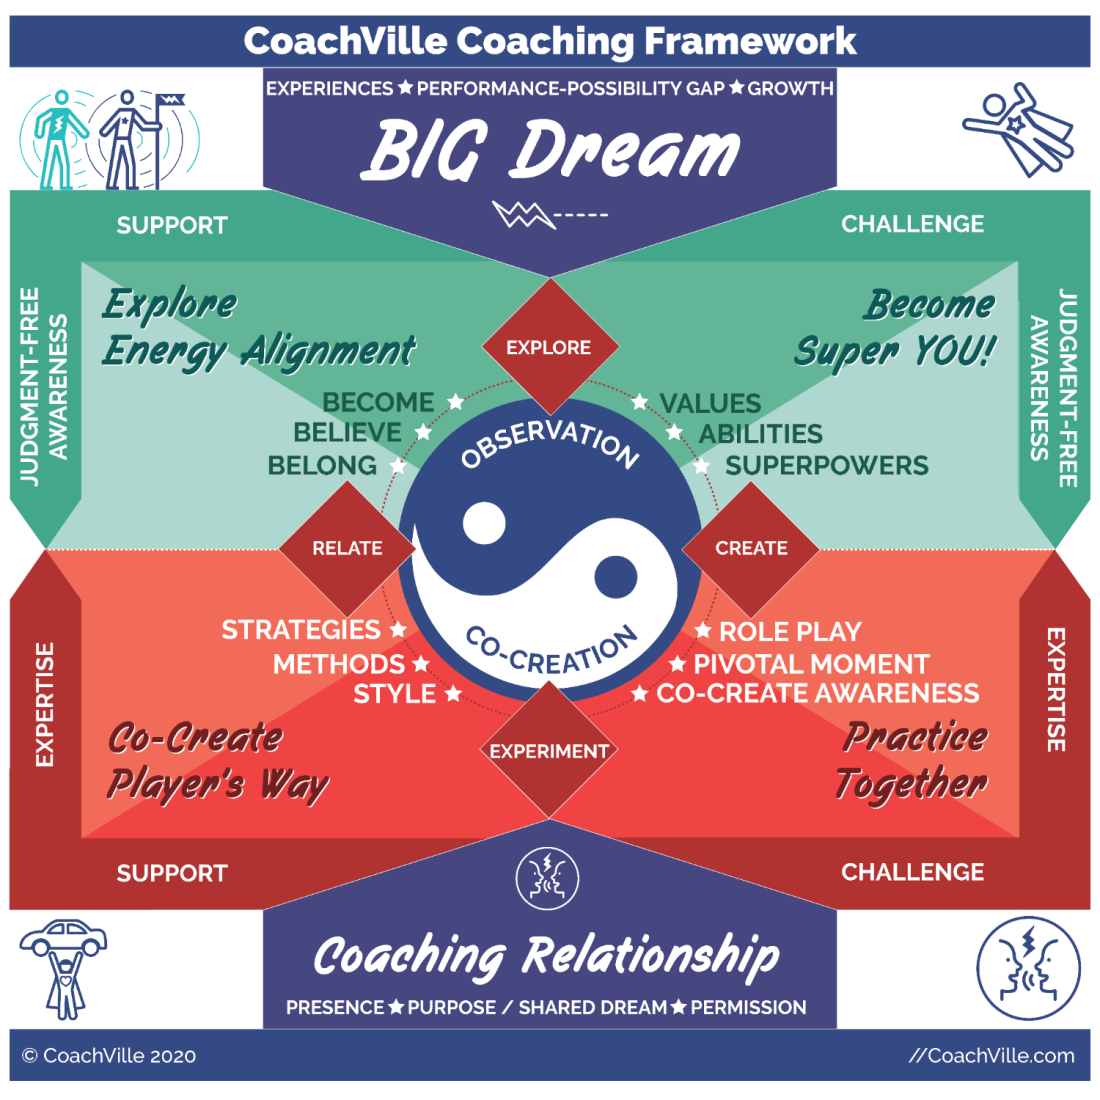 CoachVille Coaching Framework
EXPERIENCES ★ PERFORMANCE-POSSIBILITY GAP ★ GROWTH
BIG Dream
SUPPORT
CHALLENGE
JUDGMENT-FREE
AWARENESS
Explore
Energy Alignment
Become
Super YOU!
JUDGMENT-FREE
AWARENESS
EXPLORE
BECOME ★
BELIEVE ★
BELONG ★
★ VALUES
★ ABILITIES
★ SUPERPOWERS
OBSERVATION
RELATE
CREATE
CO-CREATION
STRATEGIES ★
METHODS ★
STYLE ★
★ ROLE PLAY
★ PIVOTAL MOMENT
★ CO-CREATE AWARENESS
EXPERTISE
EXPERIMENT
EXPERTISE
Co-Create
Player's Way
Practice
Together
SUPPORT
CHALLENGE
Coaching Relationship
PRESENCE ★ PURPOSE / SHARED DREAM ★ PERMISSION
© CoachVille 2020
//CoachVille.com